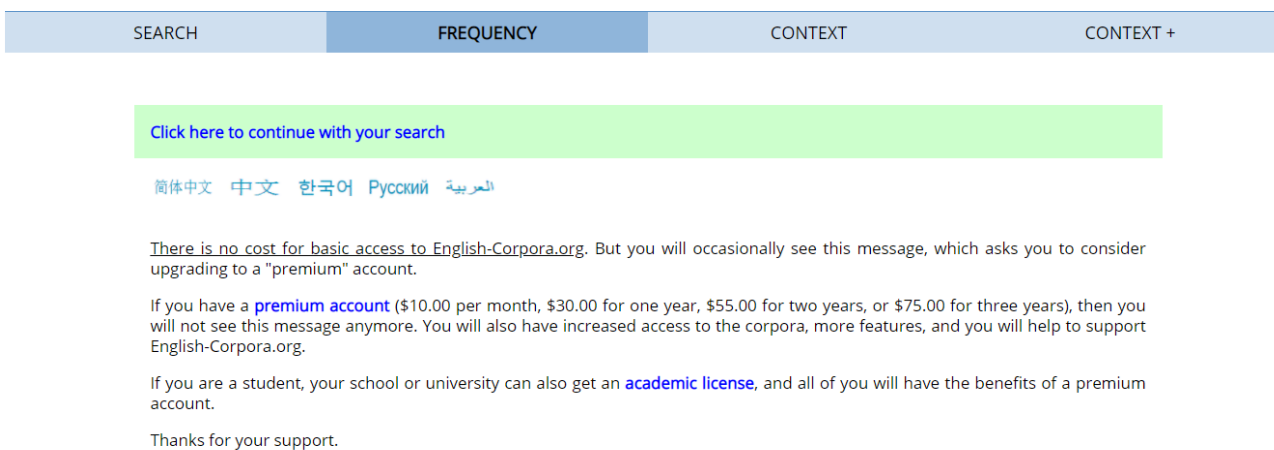 SEARCH FREQUENCY CONTEXT CONTEXT +
Click here to continue with your search
简体中文 中文 한국어 Русский العربية
There is no cost for basic access to English-Corpora.org. But you will occasionally see this message, which asks you to consider
upgrading to a "premium" account.
If you have a premium account ($10.00 per month, $30.00 for one year, $55.00 for two years, or $75.00 for three years), then you
will not see this message anymore. You will also have increased access to the corpora, more features, and you will help to support
English-Corpora.org.
If you are a student, your school or university can also get an academic license, and all of you will have the benefits of a premium
account.
Thanks for your support.